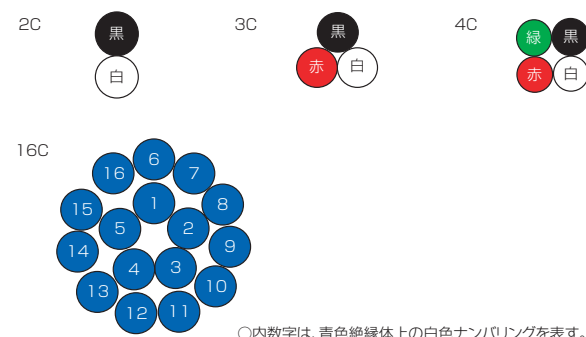 2C
黒
白
3C
黒
赤 白
4C
緑 黒
赤 白
16C
6
16 7
1
15 8
5 2
14 9
4 3
13 10
12 11
○内数字は、青色絶縁体上の白色ナンバリングを表す。